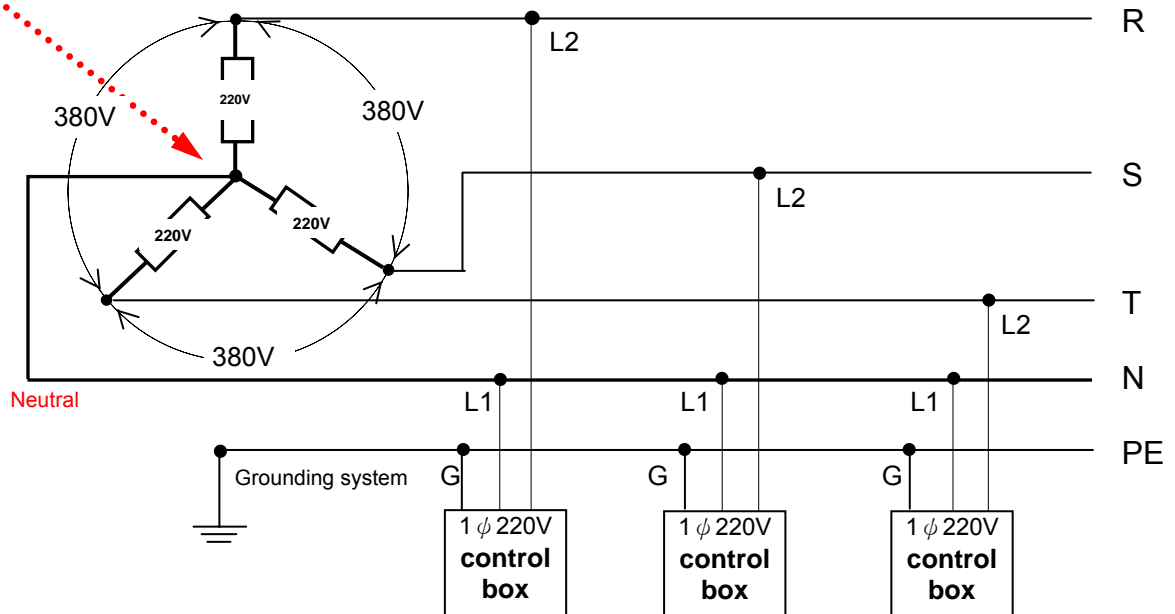 R
L2
220V
380V
380V
S
L2
220V
220V
T
L2
380V
N
Neutral
L1
L1
L1
PE
G
Grounding system
G
G
1 ϕ 220V
control
box
1 ϕ 220V
control
box
1 ϕ 220V
control
box